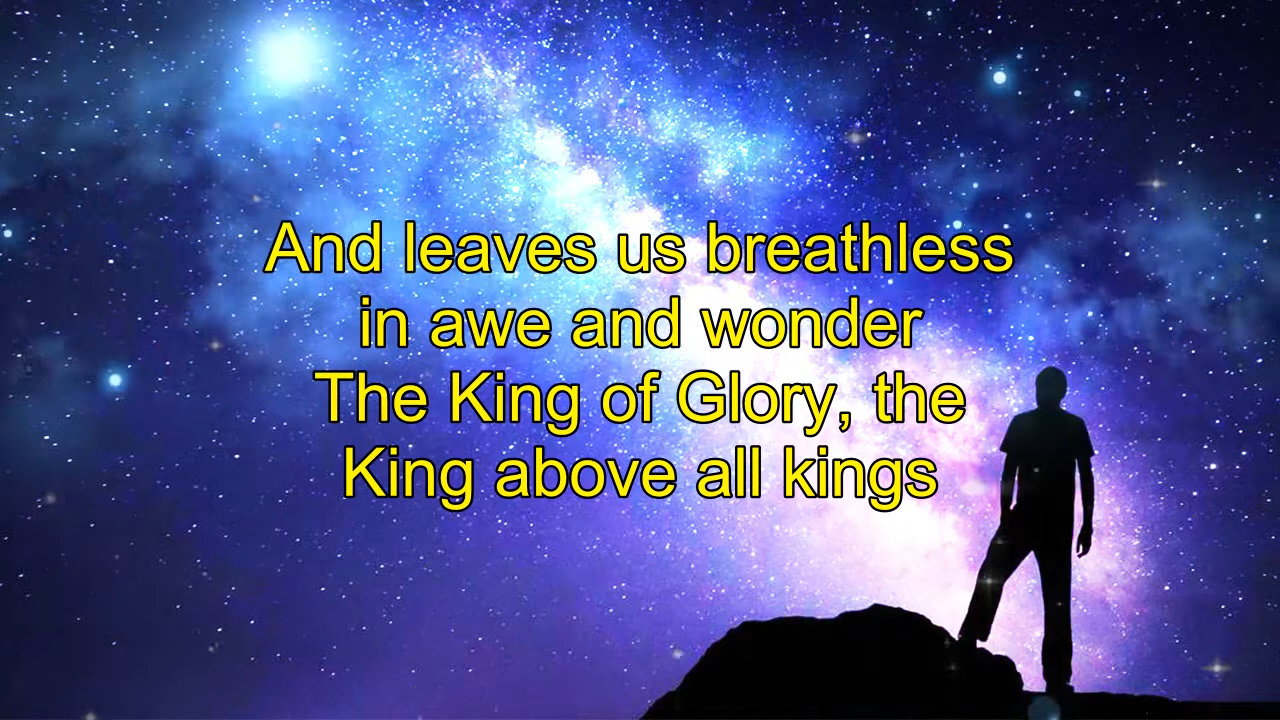 And leaves us breathless
in awe and wonder
The King of Glory, the
King above all kings